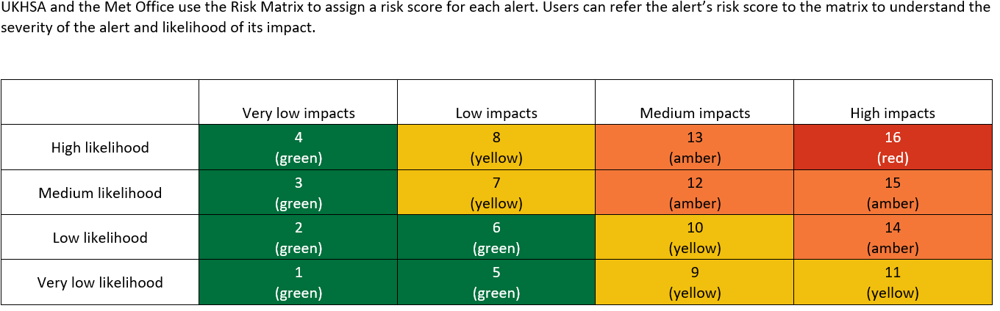 UKHSA and the Met Office use the Risk Matrix to assign a risk score for each alert. Users can refer the alert’s risk score to the matrix to understand the
severity of the alert and likelihood of its impact.
Very low impacts Low impacts Medium impacts High impacts
High likelihood 4 (green) 8 (yellow) 13 (amber) 16 (red)
Medium likelihood 3 (green) 7 (yellow) 12 (amber) 15 (amber)
Low likelihood 2 (green) 6 (green) 10 (yellow) 14 (amber)
Very low likelihood 1 (green) 5 (green) 9 (yellow) 11 (yellow)